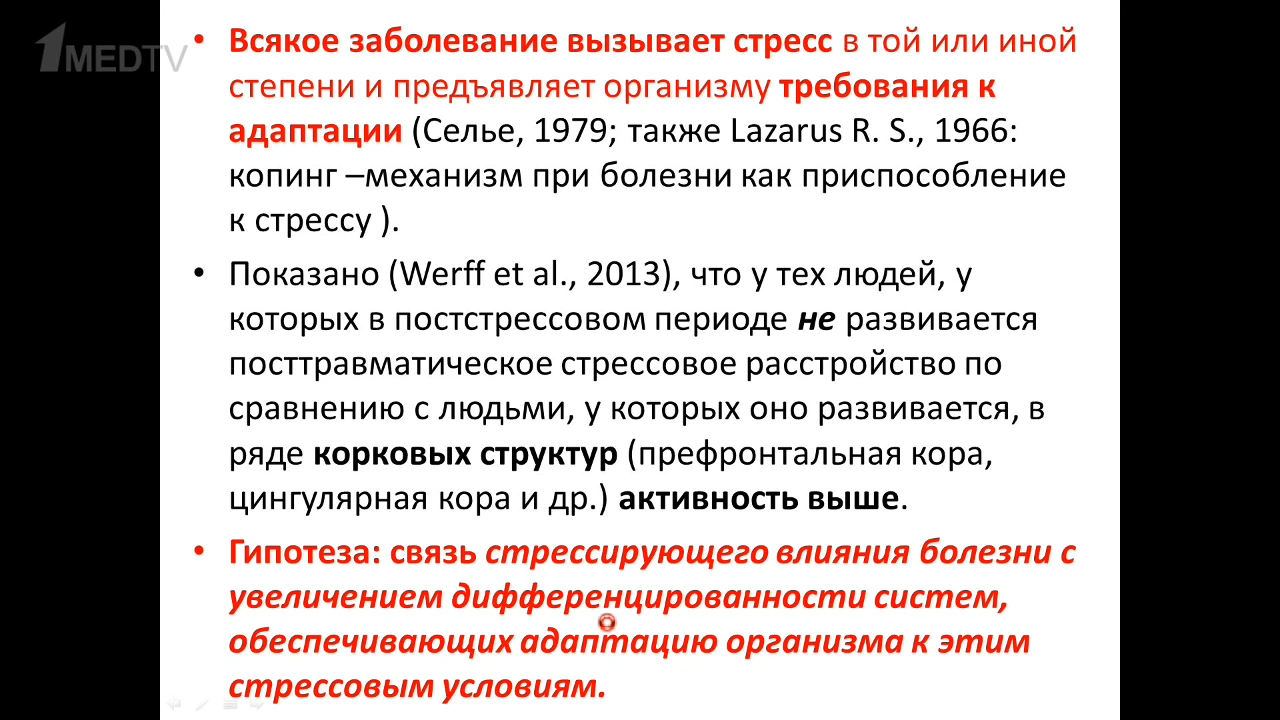 1MEDTV
• Всякое заболевание вызывает стресс в той или иной
степени и предъявляет организму требования к
адаптации (Селье, 1979; также Lazarus R. S., 1966:
копинг –механизм при болезни как приспособление
к стрессу ).
• Показано (Werff et al., 2013), что у тех людей, у
которых в постстрессовом периоде не развивается
посттравматическое стрессовое расстройство по
сравнению с людьми, у которых оно развивается, в
ряде корковых структур (префронтальная кора,
цингулярная кора и др.) активность выше.
• Гипотеза: связь стрессирующего влияния болезни с
увеличением дифференцированности систем,
обеспечивающих адаптацию организма к этим
стрессовым условиям.